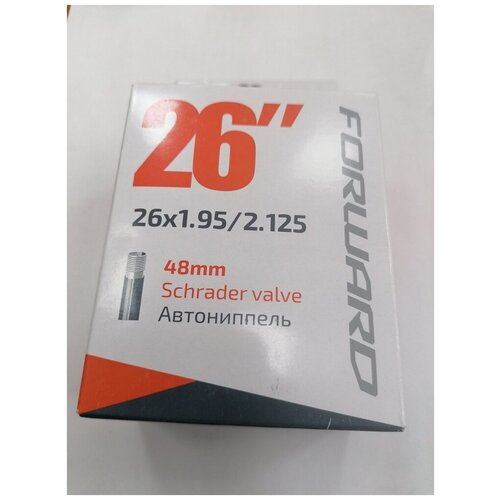 26"
26x1.95/2.125
48mm
Schrader valve
Автониппель
FORWARD